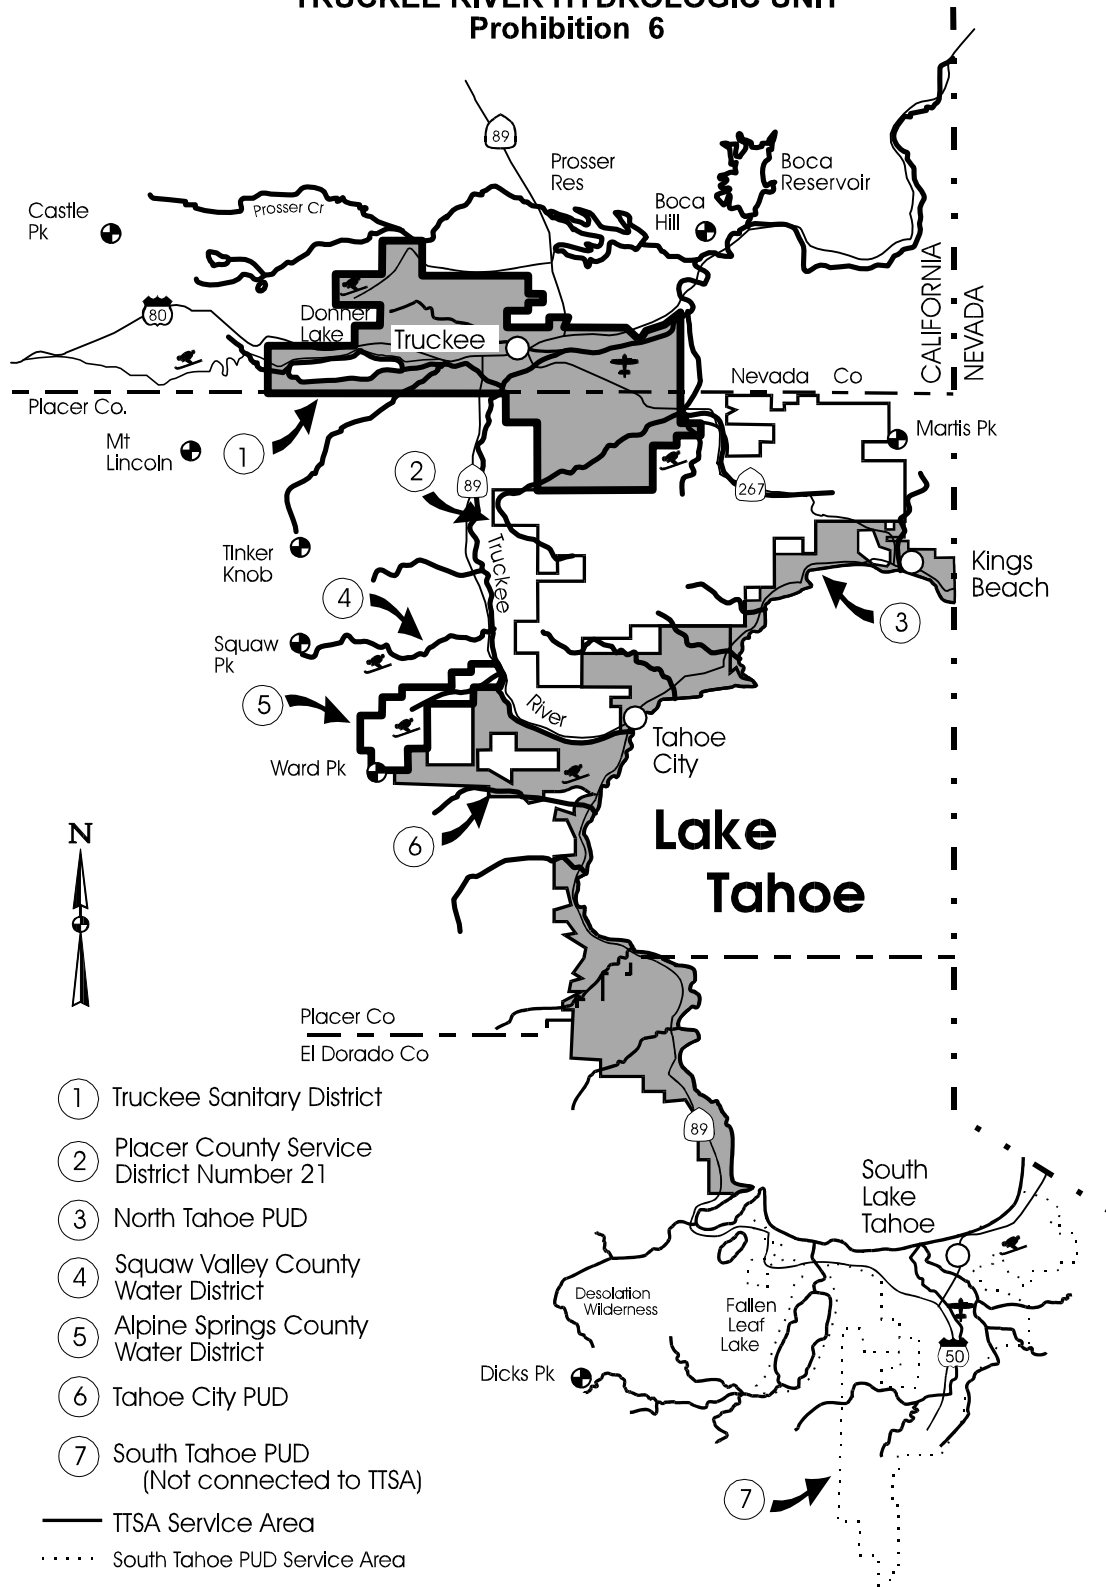 TRUCKEE RIVER HYDROLOGIC UNIT
Prohibition 6
89
Prosser
Res
Boca
Reservoir
Castle
Pk
Prosser Cr
Boca
Hill
CALIFORNIA
NEVADA
80
Donner
Lake
Truckee
Nevada Co
Placer Co.
Mt
Lincoln
1
2
89
267
Martis Pk
Tinker
Knob
Truckee
River
Kings
Beach
4
3
Squaw
Pk
5
Tahoe
City
Ward Pk
6
Lake
Tahoe
N
Placer Co
El Dorado Co
1 Truckee Sanitary District
2 Placer County Service
District Number 21
3 North Tahoe PUD
4 Squaw Valley County
Water District
5 Alpine Springs County
Water District
6 Tahoe City PUD
7 South Tahoe PUD
(Not connected to TTSA)
TTSA Service Area
South Tahoe PUD Service Area
89
South
Lake
Tahoe
Desolation
Wilderness
Fallen
Leaf
Lake
50
Dicks Pk
7